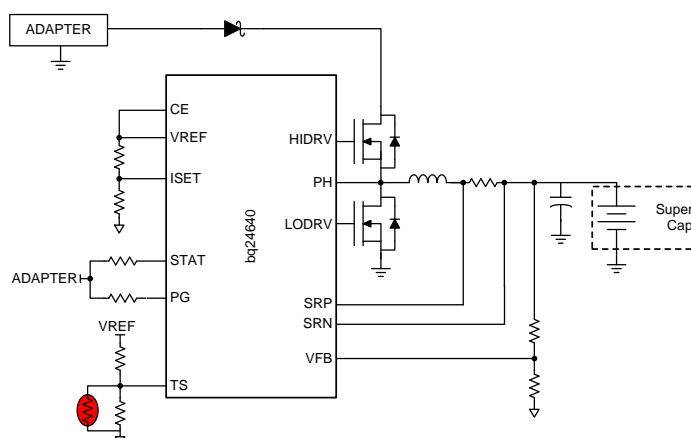 ADAPTER
CE
VREF
ISET
HIDRV
PH
LODRV
bq24640
Super
Cap
ADAPTER
STAT
PG
SRP
SRN
VREF
VFB
TS